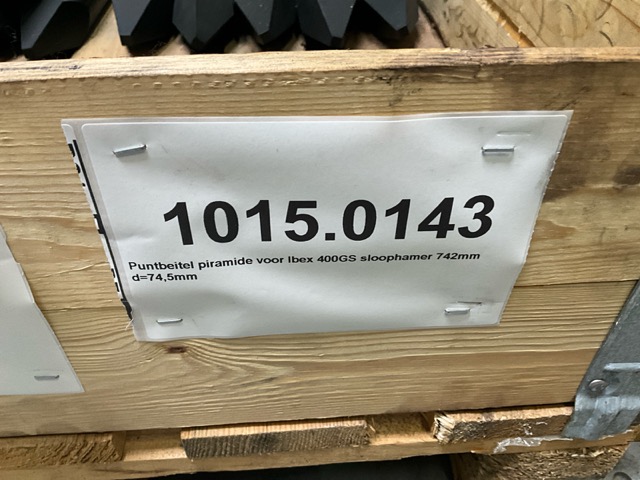 1015.0143
Puntbeitel piramide voor Ibex 400GS sloophamer 742mm
d=74,5mm